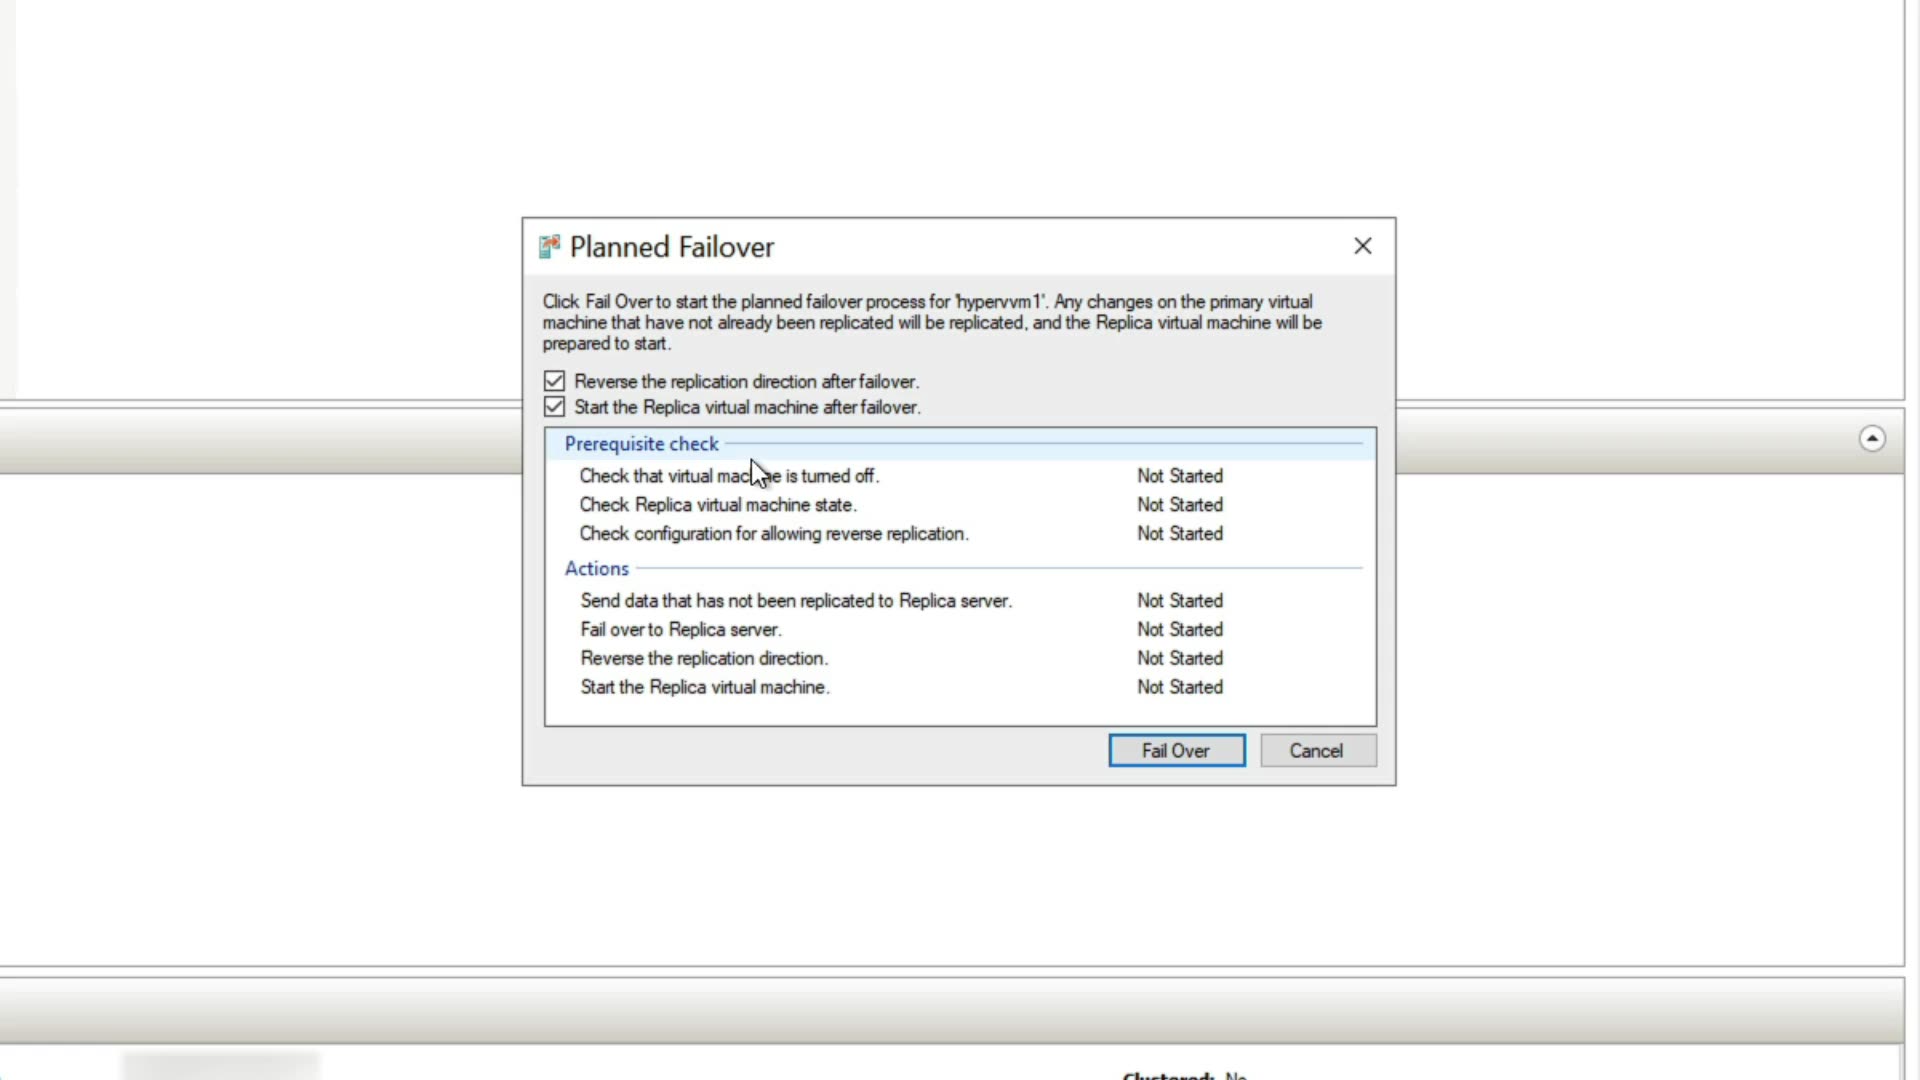 Planned Failover
Click Fail Over to start the planned failover process for 'hypervvm1'. Any changes on the primary virtual
machine that have not already been replicated will be replicated, and the Replica virtual machine will be
prepared to start.
Reverse the replication direction after failover.
Start the Replica virtual machine after failover.
Prerequisite check
Check that virtual machine is turned off. Not Started
Check Replica virtual machine state. Not Started
Check configuration for allowing reverse replication. Not Started
Actions
Send data that has not been replicated to Replica server. Not Started
Fail over to Replica server. Not Started
Reverse the replication direction. Not Started
Start the Replica virtual machine. Not Started
Fail Over Cancel
Clustered: No